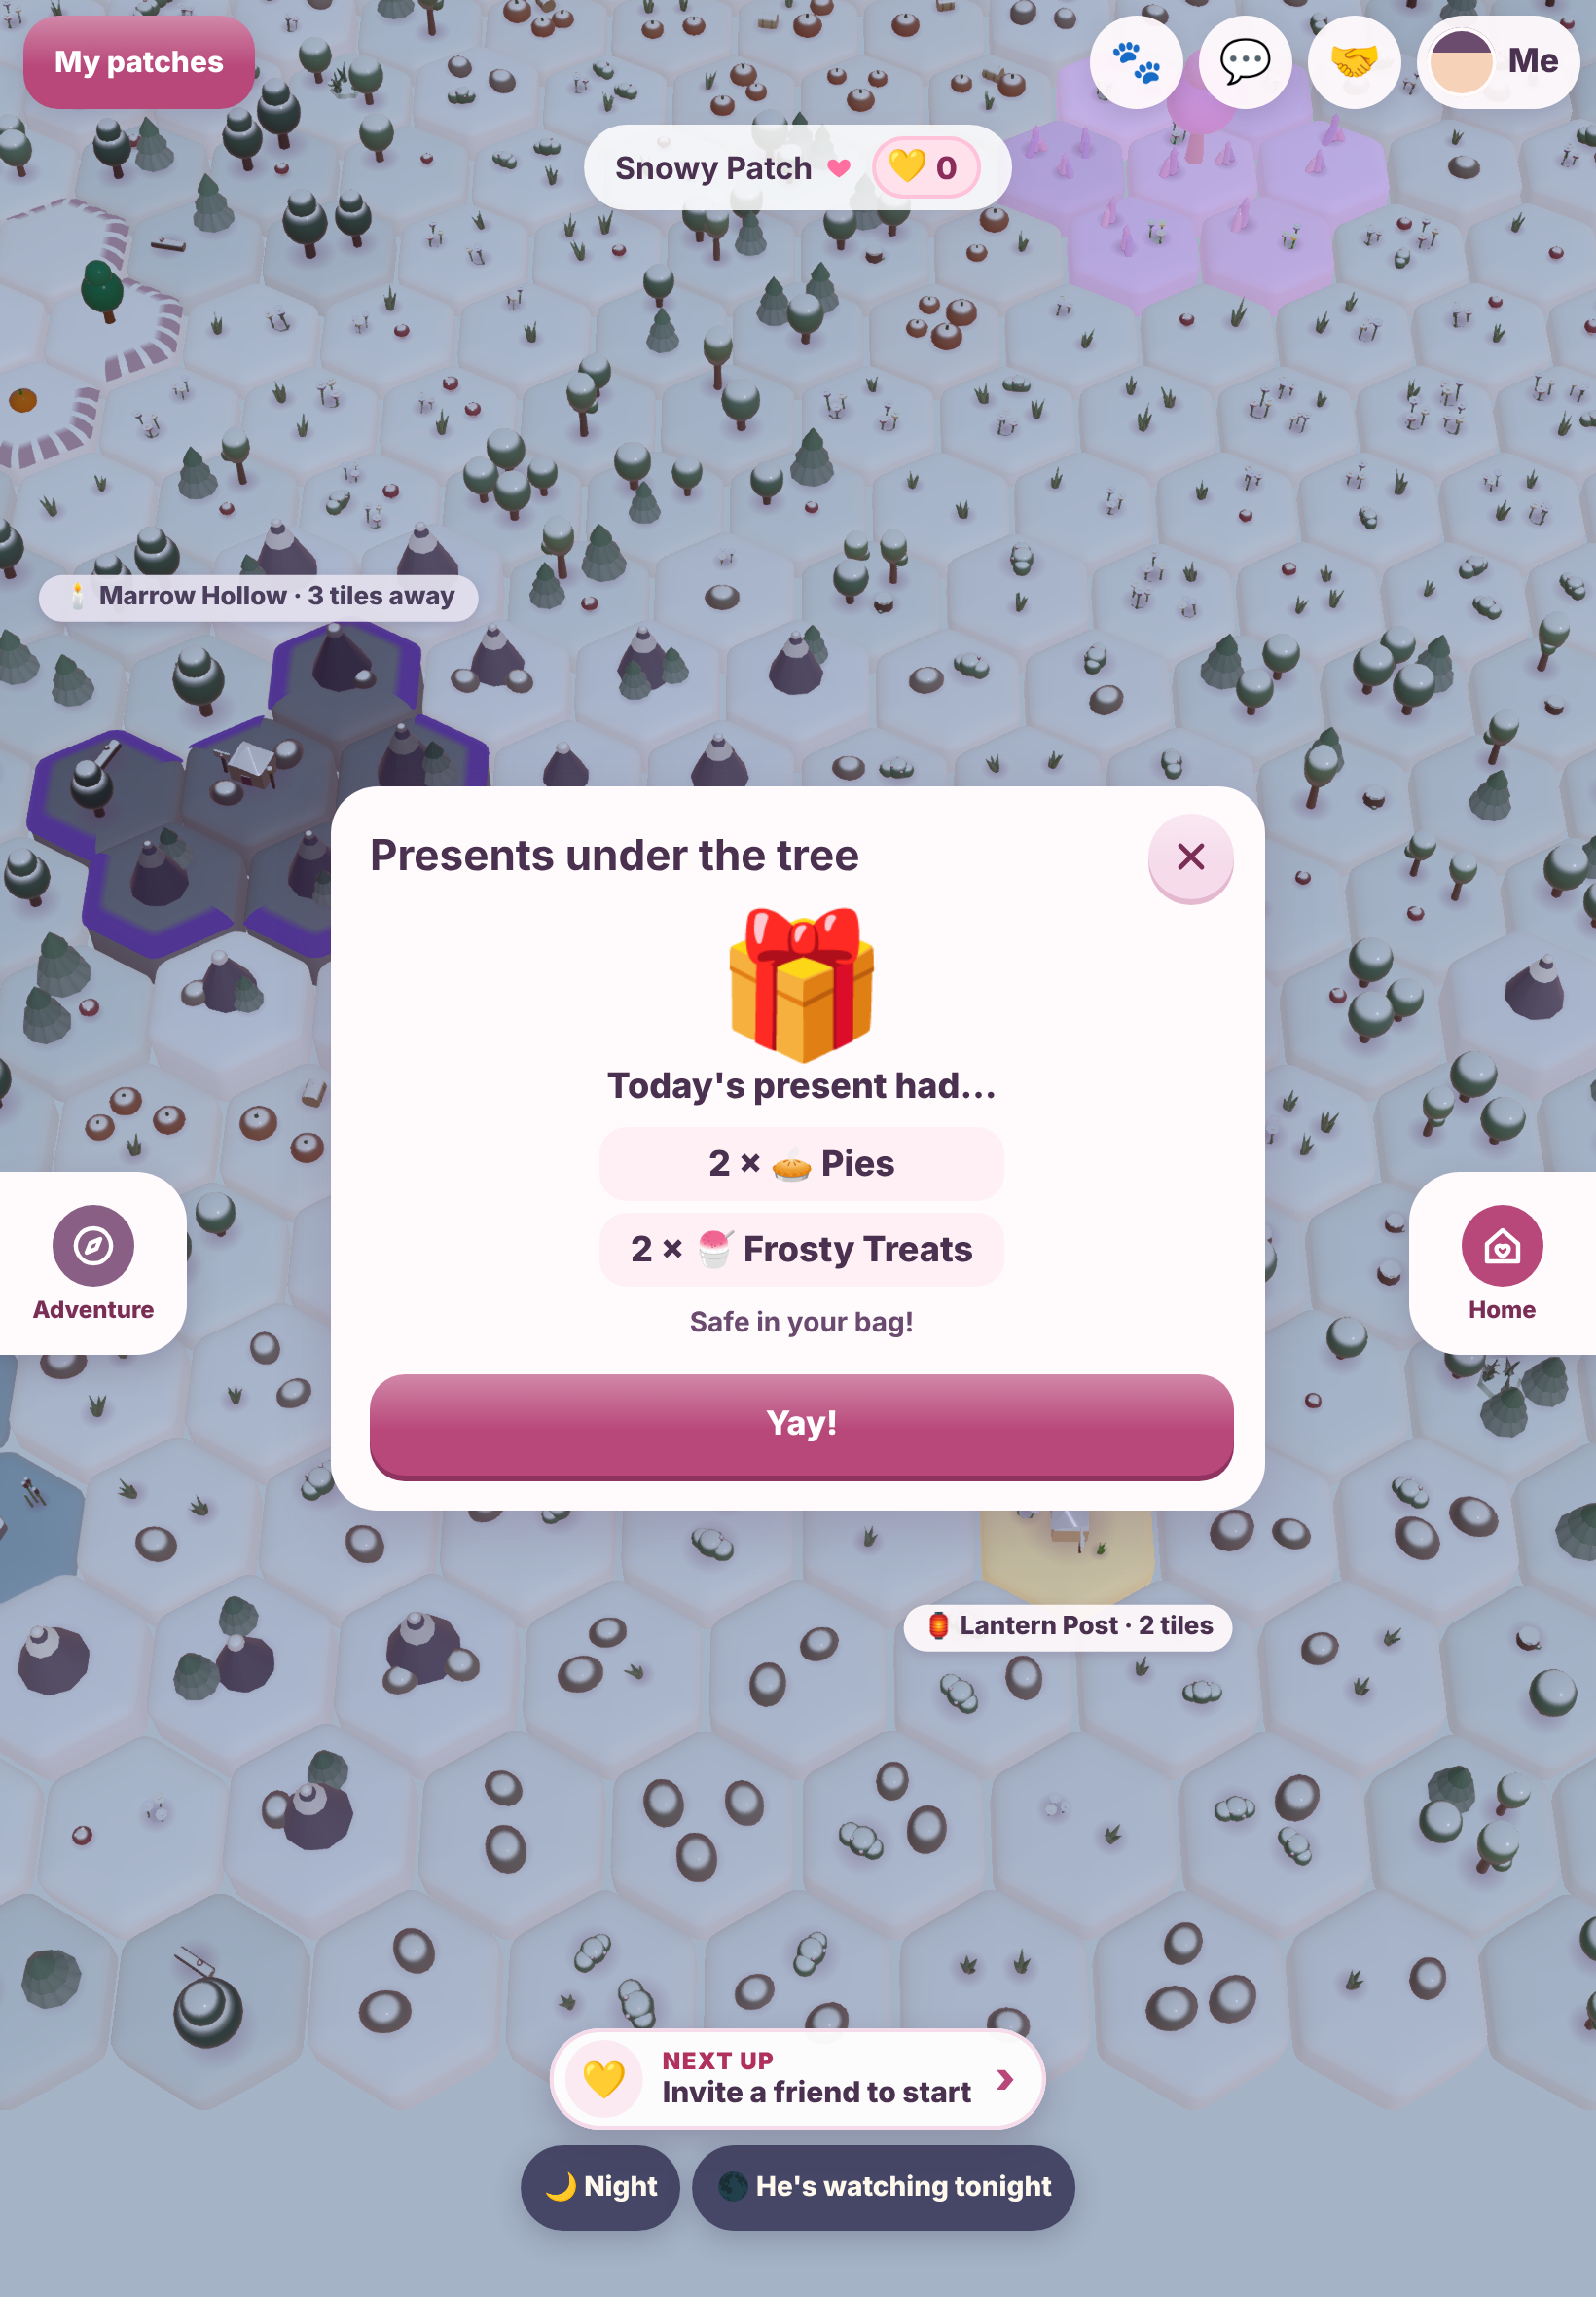 My patches
Me
Snowy Patch 💛 0
Marrow Hollow · 3 tiles away
Presents under the tree
Today's present had...
2 × 🥧 Pies
2 × 🍧 Frosty Treats
Safe in your bag!
Yay!
Adventure
Home
Lantern Post · 2 tiles
NEXT UP
Invite a friend to start
Night
He's watching tonight